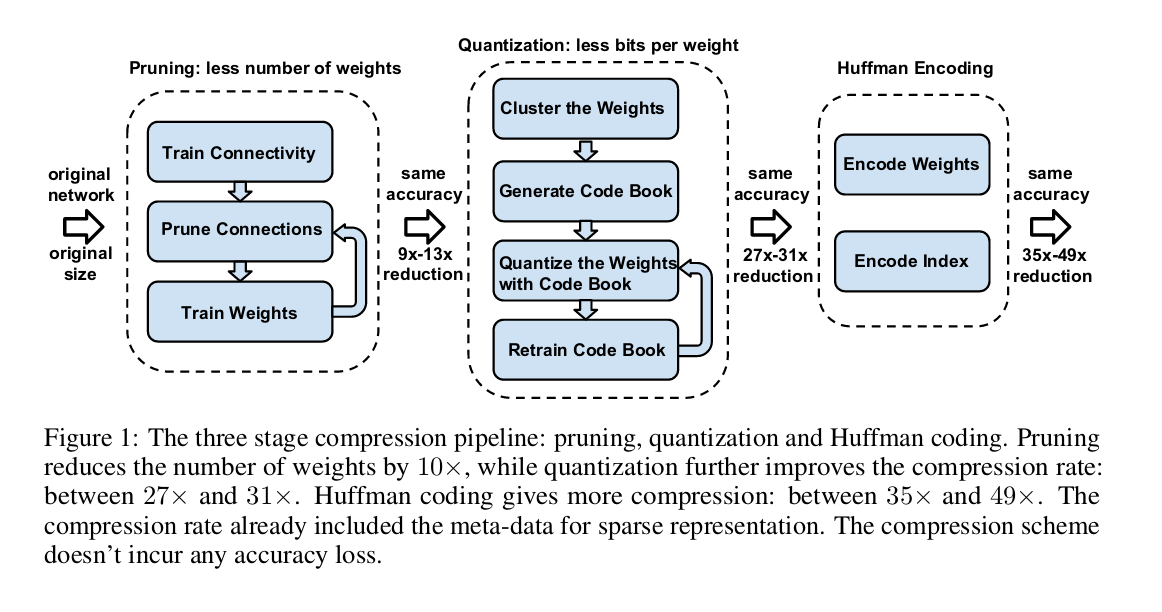 Pruning: less number of weights
Train Connectivity
Prune Connections
Train Weights
original
network
original
size
same
accuracy
9x-13x
reduction
Quantization: less bits per weight
Cluster the Weights
Generate Code Book
Quantize the Weights
with Code Book
Retrain Code Book
same
accuracy
27x-31x
reduction
Huffman Encoding
Encode Weights
Encode Index
same
accuracy
35x-49x
reduction
Figure 1: The three stage compression pipeline: pruning, quantization and Huffman coding. Pruning
reduces the number of weights by 10×, while quantization further improves the compression rate:
between 27× and 31×. Huffman coding gives more compression: between 35× and 49×. The
compression rate already included the meta-data for sparse representation. The compression scheme
doesn't incur any accuracy loss.